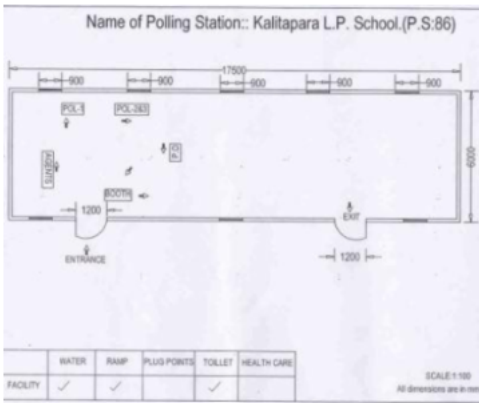 Name of Polling Station:: Kalitapara L.P. School.(P.S:86)
17500
900 900 900 900 900
POL-1 POL-2&3
P.O
AGENTS
6000
BOOTH
1200
EXIT
ENTRANCE
1200
WATER RAMP PLUG POINTS TOILLET HEALTH CARE
FACILITY ✓ ✓ ✓
SCALE 1:100
All dimensions are in mm